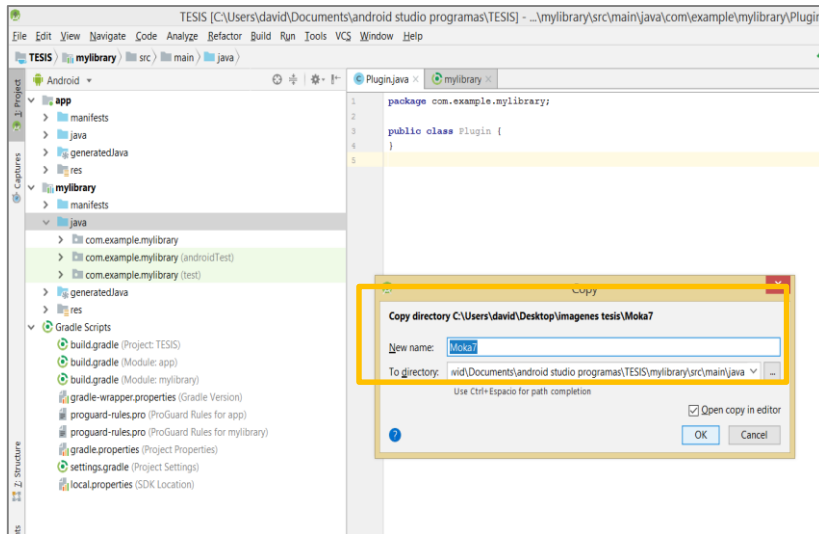 TESIS [C:\Users\david\Documents\android studio programas\TESIS] - ...\mylibrary\src\main\java\com\example\mylibrary\Plugin
File Edit View Navigate Code Analyze Refactor Build Run Tools VCS Window Help
TESIS mylibrary src main java
Android
Plugin.java mylibrary
1: Project
Captures
7: Structure
app
manifests
java
generatedJava
res
mylibrary
manifests
java
com.example.mylibrary
com.example.mylibrary (androidTest)
com.example.mylibrary (test)
generatedJava
res
Gradle Scripts
build.gradle (Project: TESIS)
build.gradle (Module: app)
build.gradle (Module: mylibrary)
gradle-wrapper.properties (Gradle Version)
proguard-rules.pro (ProGuard Rules for app)
proguard-rules.pro (ProGuard Rules for mylibrary)
gradle.properties (Project Properties)
settings.gradle (Project Settings)
local.properties (SDK Location)
1 package com.example.mylibrary;
2
3 public class Plugin {
4 }
5
Copy
Copy directory C:\Users\david\Desktop\imagenes tesis\Moka7
New name: Moka7
To directory: vid\Documents\android studio programas\TESIS\mylibrary\src\main\java ...
Use Ctrl+Espacio for path completion
Open copy in editor
? OK Cancel